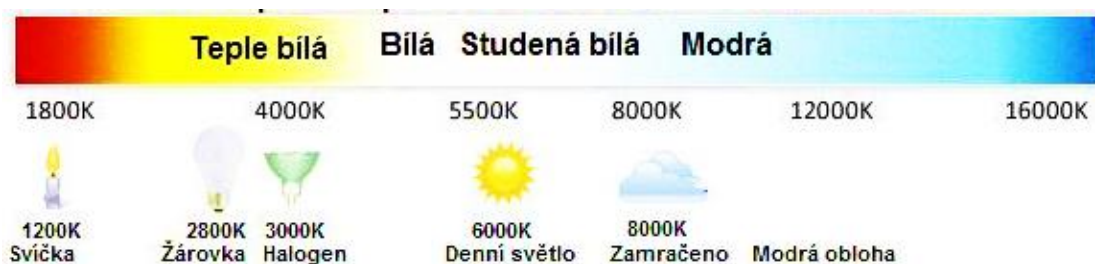 Teple bílá Bílá Studená bílá Modrá
1800K 4000K 5500K 8000K 12000K 16000K
1200K 2800K 3000K 6000K 8000K
Svíčka Žárovka Halogen Denní světlo Zamračeno Modrá obloha